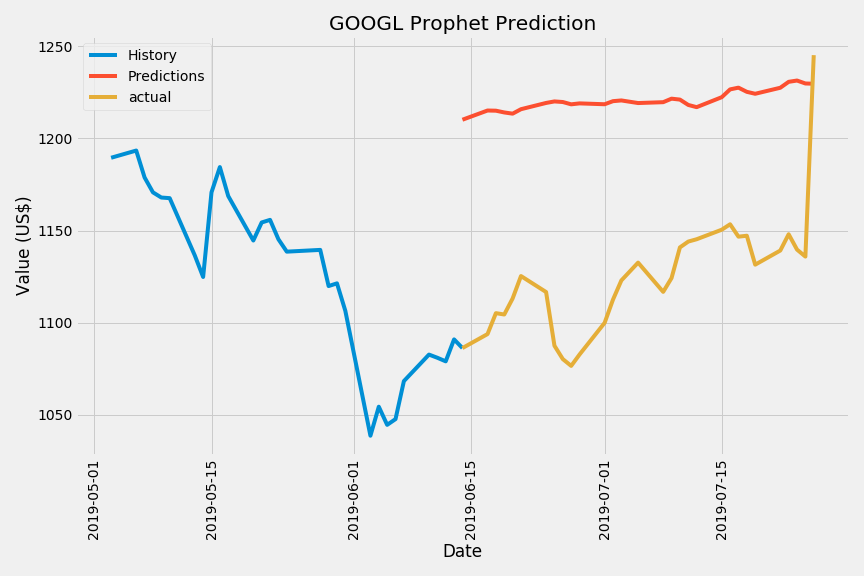 GOOGL Prophet Prediction
History
Predictions
actual
Value (US$)
1250
1200
1150
1100
1050
2019-05-01
2019-05-15
2019-06-01
2019-06-15
2019-07-01
2019-07-15
Date